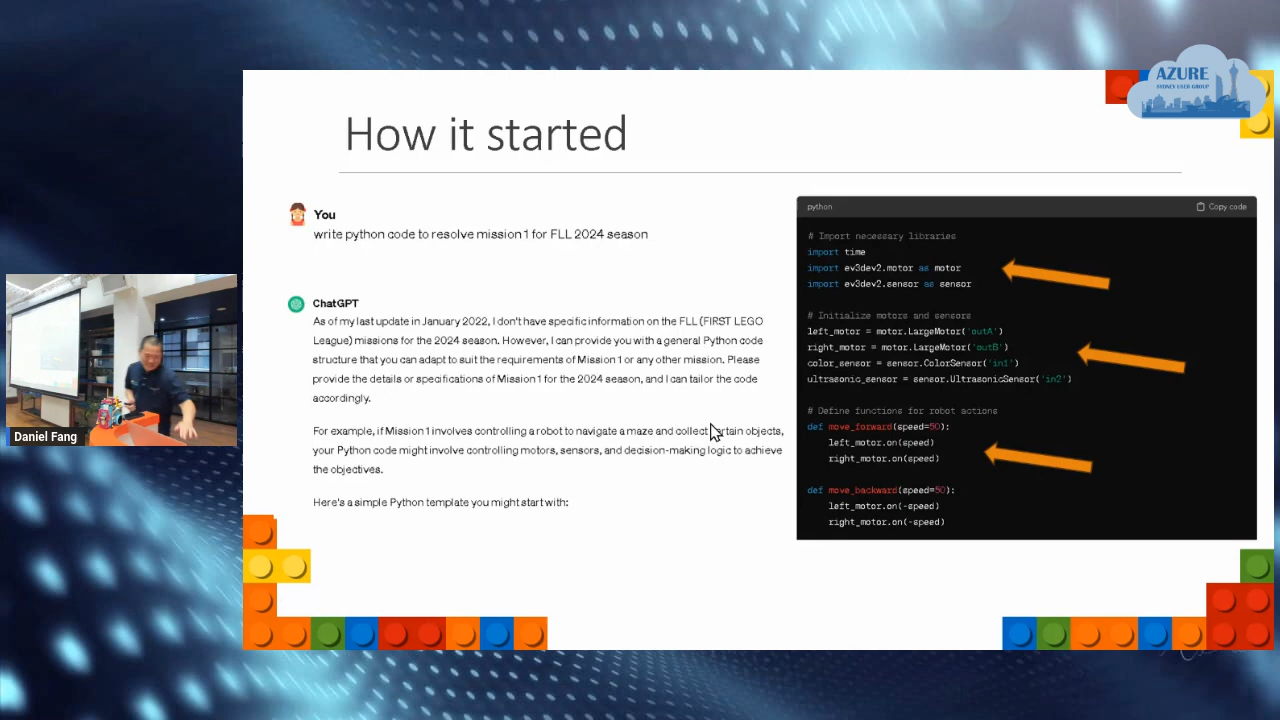 AZURE
SYDNEY USER GROUP
How it started
You
write python code to resolve mission 1 for FLL 2024 season
ChatGPT
As of my last update in January 2022, I don't have specific information on the FLL (FIRST LEGO
League) missions for the 2024 season. However, I can provide you with a general Python code
structure that you can adapt to suit the requirements of Mission 1 or any other mission. Please
provide the details or specifications of Mission 1 for the 2024 season, and I can tailor the code
accordingly.
For example, if Mission 1 involves controlling a robot to navigate a maze and collect certain objects,
your Python code might involve controlling motors, sensors, and decision-making logic to achieve
the objectives.
Here's a simple Python template you might start with:
python
Copy code
# Import necessary libraries
import time
import ev3dev2.motor as motor
import ev3dev2.sensor as sensor
# Initialize motors and sensors
left_motor = motor.LargeMotor('outA')
right_motor = motor.LargeMotor('outB')
color_sensor = sensor.ColorSensor('in1')
ultrasonic_sensor = sensor.UltrasonicSensor('in2')
# Define functions for robot actions
def move_forward(speed=50):
left_motor.on(speed)
right_motor.on(speed)
def move_backward(speed=50):
left_motor.on(-speed)
right_motor.on(-speed)
Daniel Fang